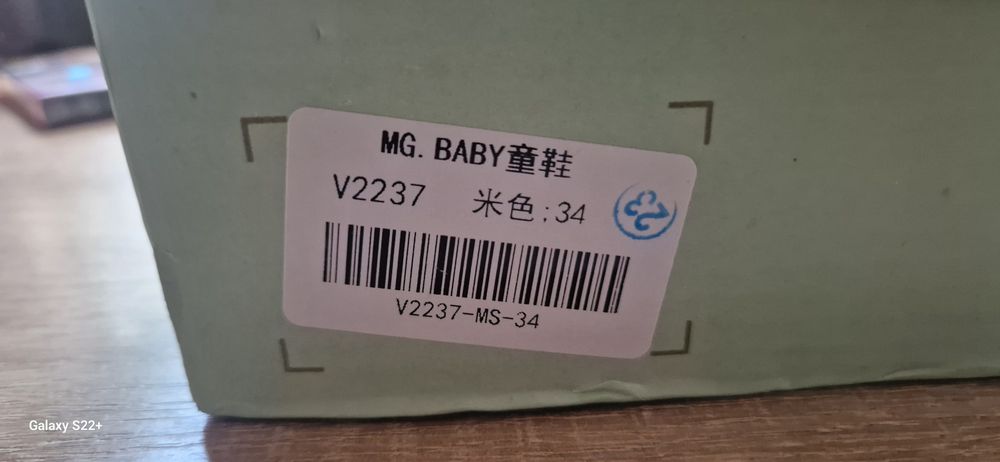 MG. BABY童鞋
V2237 米色:34
V2237-MS-34
Galaxy S22+